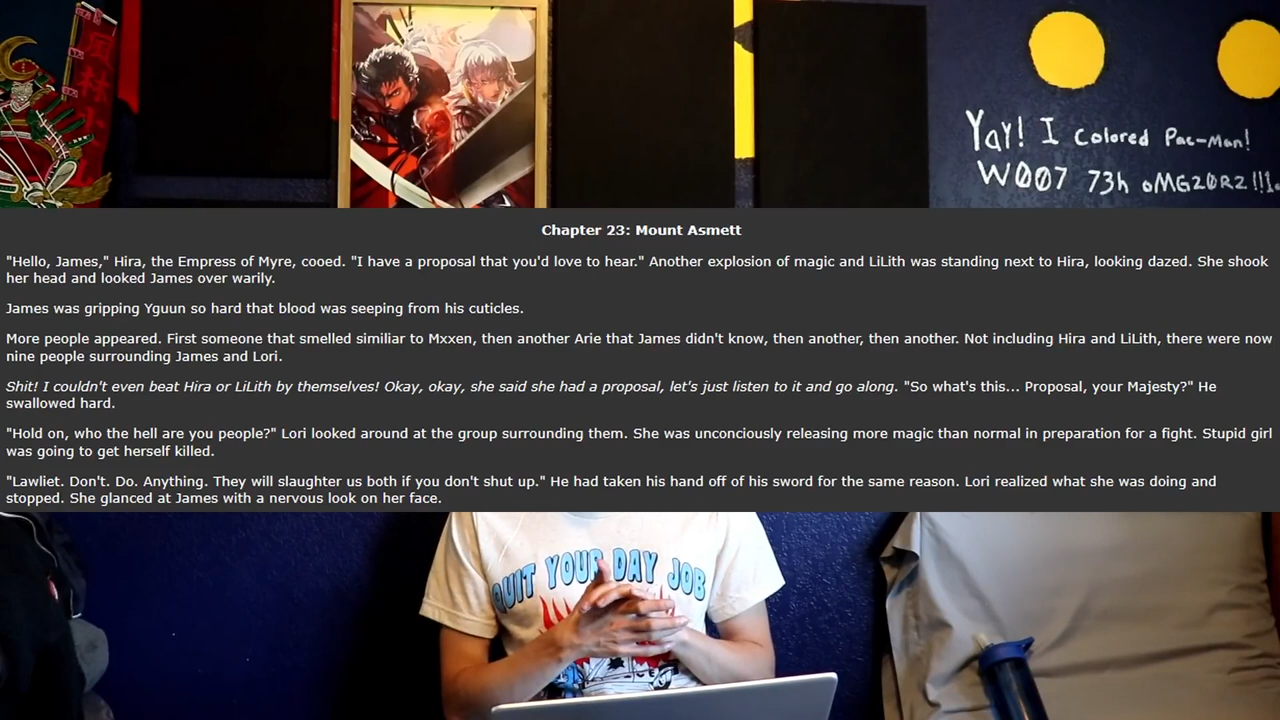 Yay! I Colored Pac-Man!
W007 73h oMGZ0RZ!!1
Chapter 23: Mount Asmett
"Hello, James," Hira, the Empress of Myre, cooed. "I have a proposal that you'd love to hear." Another explosion of magic and LiLith was standing next to Hira, looking dazed. She shook
her head and looked James over warily.
James was gripping Yguun so hard that blood was seeping from his cuticles.
More people appeared. First someone that smelled similiar to Mxxen, then another Arie that James didn't know, then another, then another. Not including Hira and LiLith, there were now
nine people surrounding James and Lori.
Shit! I couldn't even beat Hira or LiLith by themselves! Okay, okay, she said she had a proposal, let's just listen to it and go along. "So what's this... Proposal, your Majesty?" He
swallowed hard.
"Hold on, who the hell are you people?" Lori looked around at the group surrounding them. She was unconciously releasing more magic than normal in preparation for a fight. Stupid girl
was going to get herself killed.
"Lawliet. Don't. Do. Anything. They will slaughter us both if you don't shut up." He had taken his hand off of his sword for the same reason. Lori realized what she was doing and
stopped. She glanced at James with a nervous look on her face.
QUIT YOUR DAY JOB